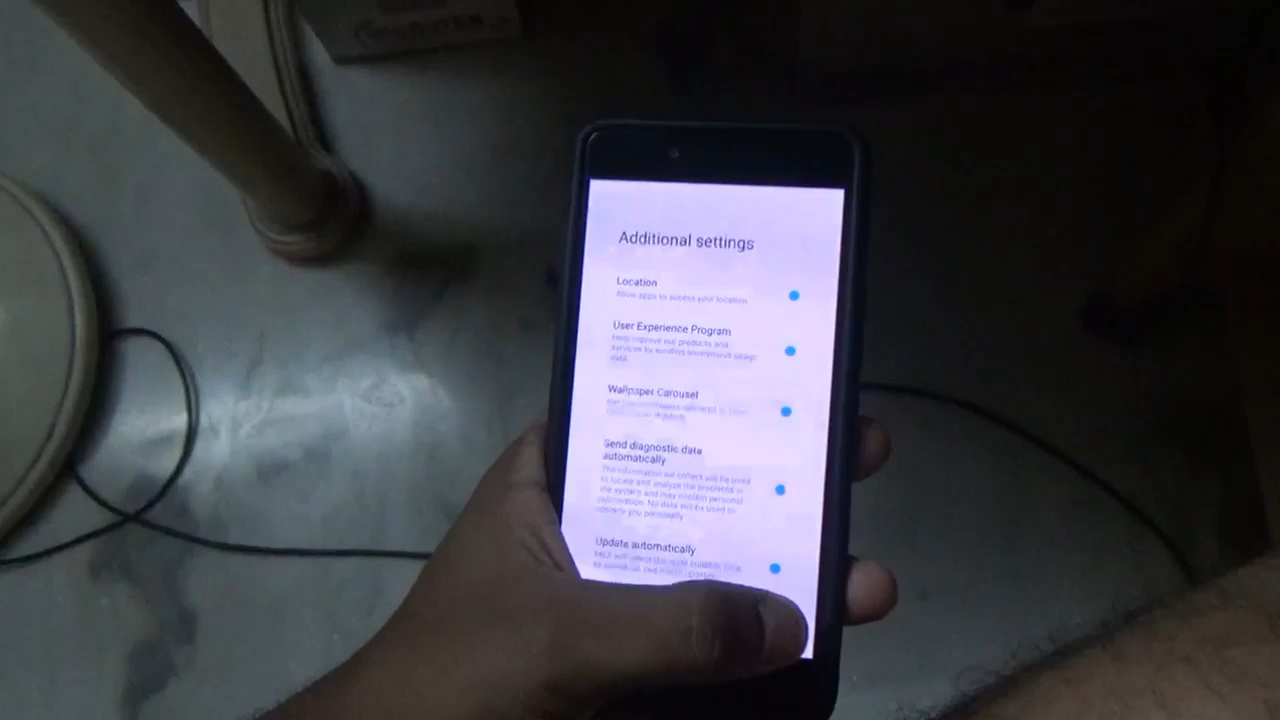 Additional settings
Location
Allow apps to access your location
User Experience Program
Help improve our products and
services by sending anonymous usage
data
Wallpaper Carousel
Send diagnostic data
automatically
The information we collect will be used
to locate and analyze the problems in
the system and may contain personal
information. No data will be used to
identify you personally.
Update automatically